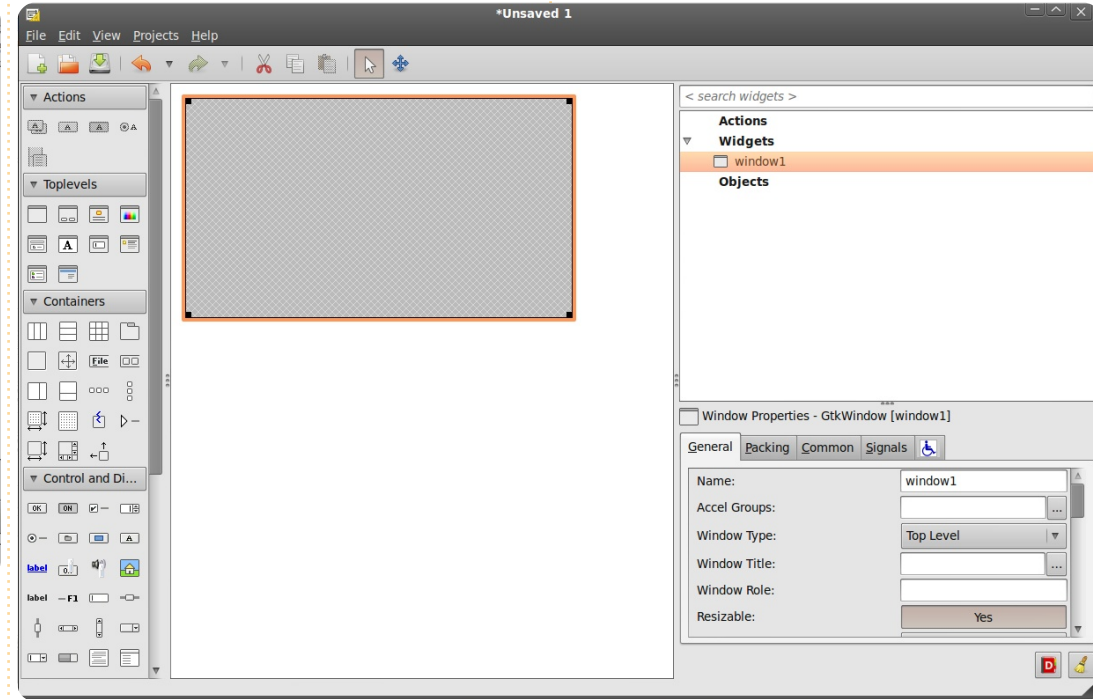 *Unsaved 1
File Edit View Projects Help
Actions
A A A A
Toplevels
A
Containers
File
Control and Di...
OK ON
A
label 0..
label F1
< search widgets >
Actions
Widgets
window1
Objects
Window Properties - GtkWindow [window1]
General Packing Common Signals
Name: window1
Accel Groups: ...
Window Type: Top Level
Window Title: ...
Window Role:
Resizable: Yes
D